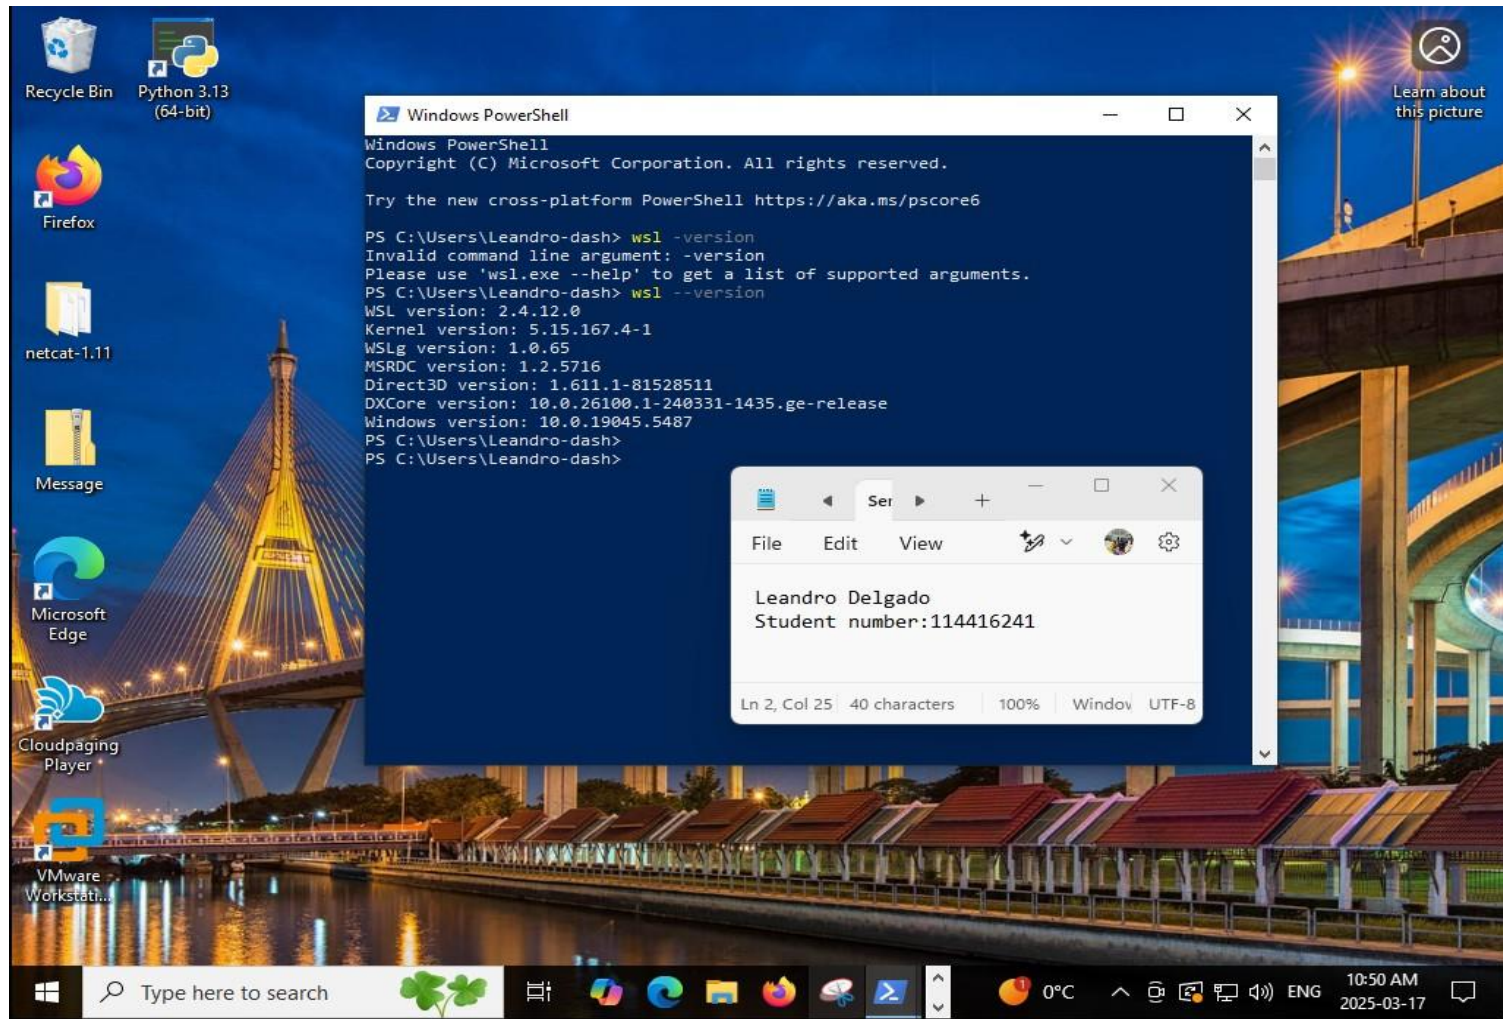 Recycle Bin
Python 3.13
(64-bit)
Firefox
netcat-1.11
Message
Microsoft
Edge
Cloudpaging
Player
VMware
Workstati...
Learn about
this picture
Windows PowerShell
Windows PowerShell
Copyright (C) Microsoft Corporation. All rights reserved.
Try the new cross-platform PowerShell https://aka.ms/pscore6
PS C:\Users\Leandro-dash> wsl -version
Invalid command line argument: -version
Please use 'wsl.exe --help' to get a list of supported arguments.
PS C:\Users\Leandro-dash> wsl --version
WSL version: 2.4.12.0
Kernel version: 5.15.167.4-1
WSLg version: 1.0.65
MSRDC version: 1.2.5716
Direct3D version: 1.611.1-81528511
DXCore version: 10.0.26100.1-240331-1435.ge-release
Windows version: 10.0.19045.5487
PS C:\Users\Leandro-dash>
PS C:\Users\Leandro-dash>
Ser
File Edit View
Leandro Delgado
Student number:114416241
Ln 2, Col 25 40 characters 100% Window UTF-8
Type here to search
1 0°C ENG 10:50 AM
2025-03-17